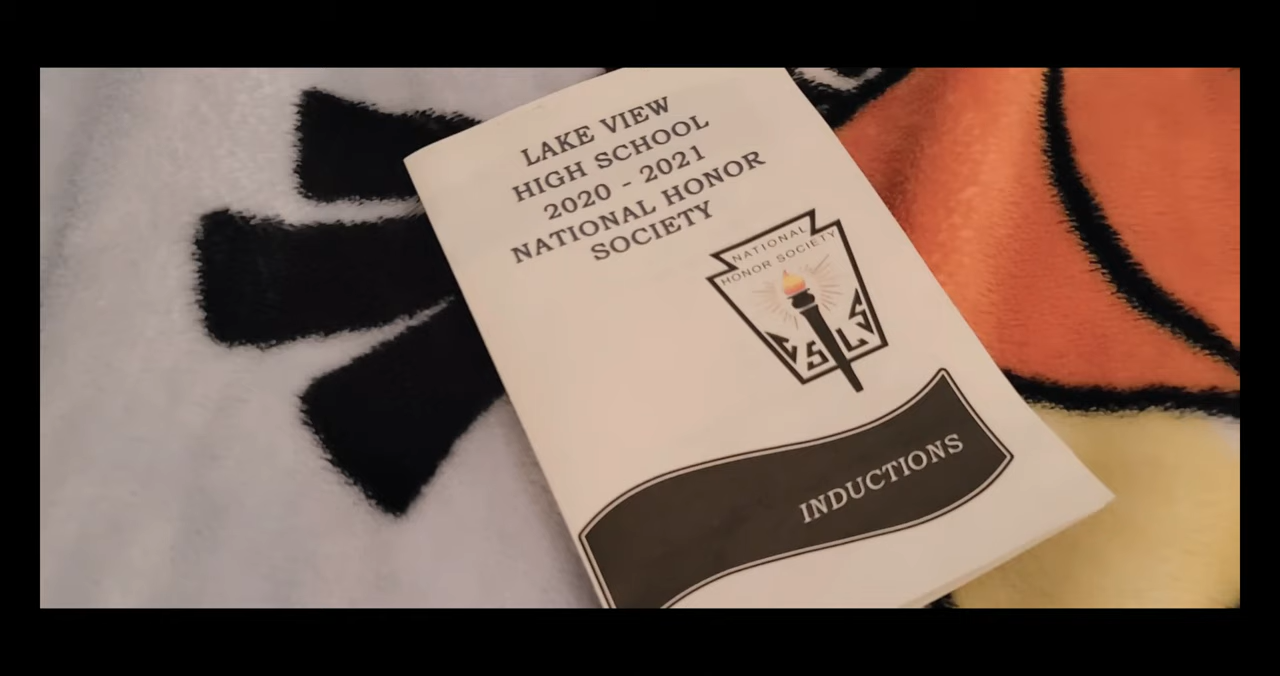 LAKE VIEW
HIGH SCHOOL
2020 - 2021
NATIONAL HONOR
SOCIETY
NATIONAL
HONOR SOCIETY
C S L S
INDUCTIONS